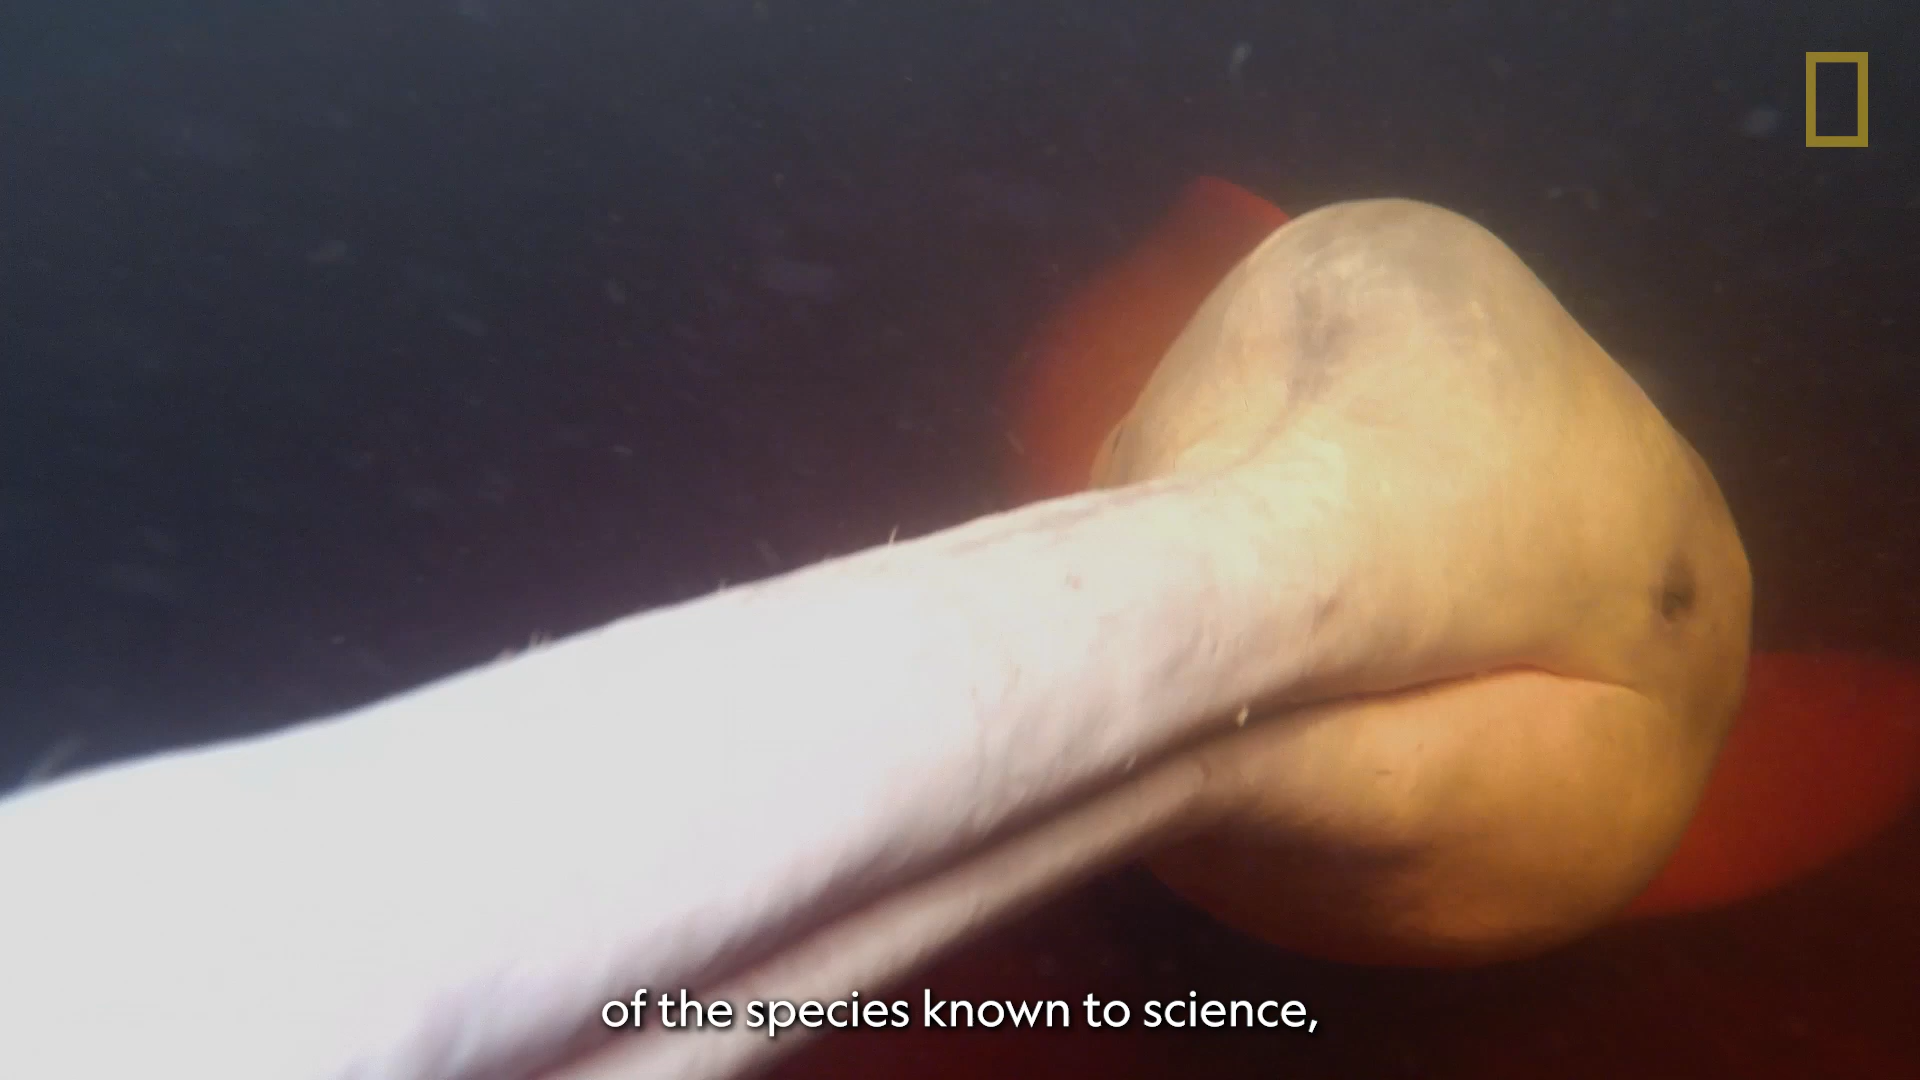 of the species known to science,